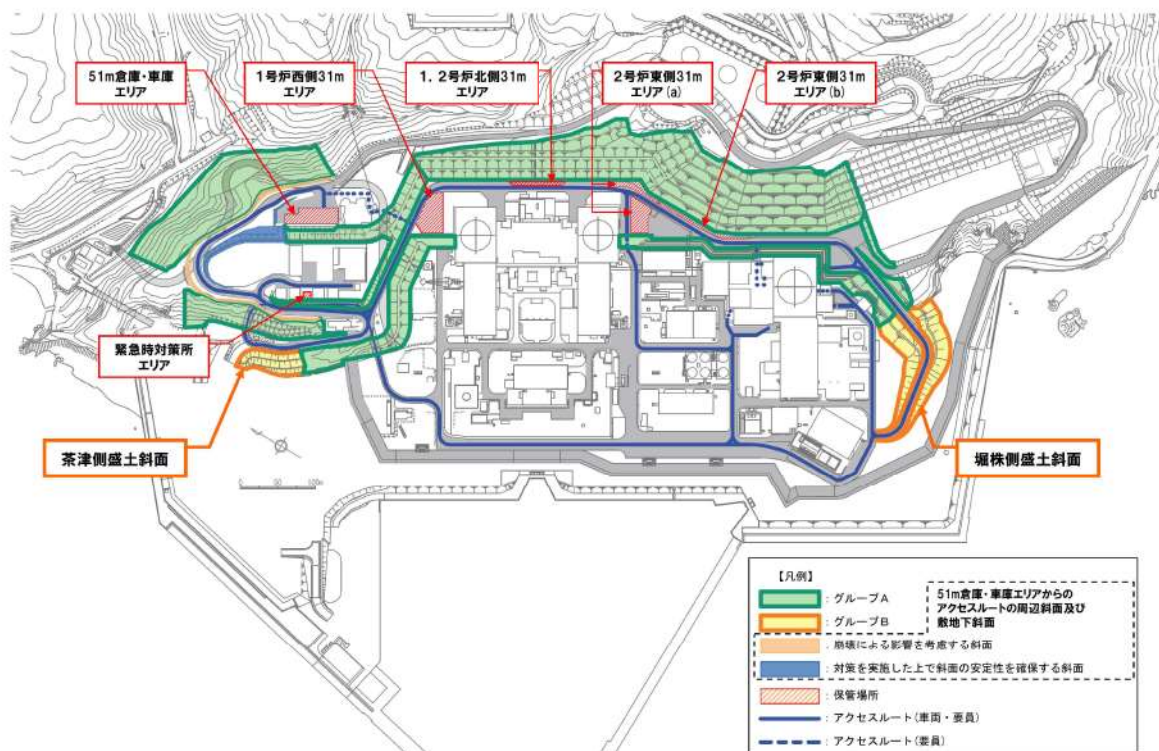 51m倉庫・車庫
エリア
1号炉西側31m
エリア
1，2号炉北側31m
エリア
2号炉東側31m
エリア(a)
2号炉東側31m
エリア(b)
緊急時対策所
エリア
茶津側盛土斜面
堀株側盛土斜面
0 50 100m
【凡例】
：グループA
：グループB
51m倉庫・車庫エリアからの
アクセスルートの周辺斜面及び
敷地下斜面
：崩壊による影響を考慮する斜面
：対策を実施した上で斜面の安定性を確保する斜面
：保管場所
：アクセスルート(車両・要員)
：アクセスルート(要員)